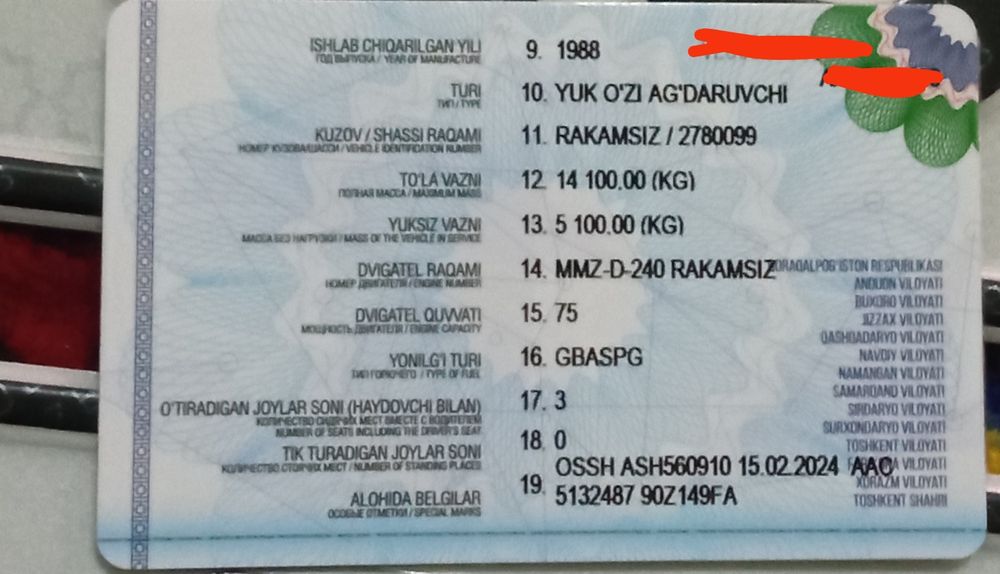 ISHLAB CHIQARILGAN YILI 9. 1988
ГОД ВЫПУСКА / YEAR OF MANUFACTURE
TURI 10. YUK O'ZI AG'DARUVCHI
ТИП / TYPE
KUZOV / SHASSI RAQAMI 11. RAKAMSIZ / 2780099
НОМЕР КУЗОВА/ШАССИ / VEHICLE IDENTIFICATION NUMBER
TO'LA VAZNI 12. 14 100.00 (KG)
ПОЛНАЯ МАССА / MAXIMUM MASS
YUKSIZ VAZNI 13. 5 100.00 (KG)
МАССА БЕЗ НАГРУЗКИ / MASS OF THE VEHICLE IN SERVICE
DVIGATEL RAQAMI 14. MMZ-D-240 RAKAMSIZ
НОМЕР ДВИГАТЕЛЯ / ENGINE NUMBER
DVIGATEL QUVVATI 15. 75
МОЩНОСТЬ ДВИГАТЕЛЯ / ENGINE CAPACITY
YONILG'I TURI 16. GBASPG
ТИП ГОРЮЧЕГО / TYPE OF FUEL
O'TIRADIGAN JOYLAR SONI (HAYDOVCHI BILAN) 17. 3
КОЛИЧЕСТВО СИДЯЧИХ МЕСТ ВМЕСТЕ С ВОДИТЕЛЕМ
NUMBER OF SEATS INCLUDING THE DRIVER'S SEAT
TIK TURADIGAN JOYLAR SONI 18. 0
КОЛИЧЕСТВО СТОЯЧИХ МЕСТ / NUMBER OF STANDING PLACES
ALOHIDA BELGILAR 19. OSSH ASH560910 15.02.2024 AAC
5132487 90Z149FA
ОСОБЫЕ ОТМЕТКИ / SPECIAL MARKS
QORAQALPOG'ISTON RESPUBLIKASI
ANDIJON VILOYATI
BUXORO VILOYATI
JIZZAX VILOYATI
QASHQADARYO VILOYATI
NAVOIY VILOYATI
NAMANGAN VILOYATI
SAMARQAND VILOYATI
SIRDARYO VILOYATI
SURXONDARYO VILOYATI
TOSHKENT VILOYATI
VILOYATI
XORAZM VILOYATI
TOSHKENT SHAHRI